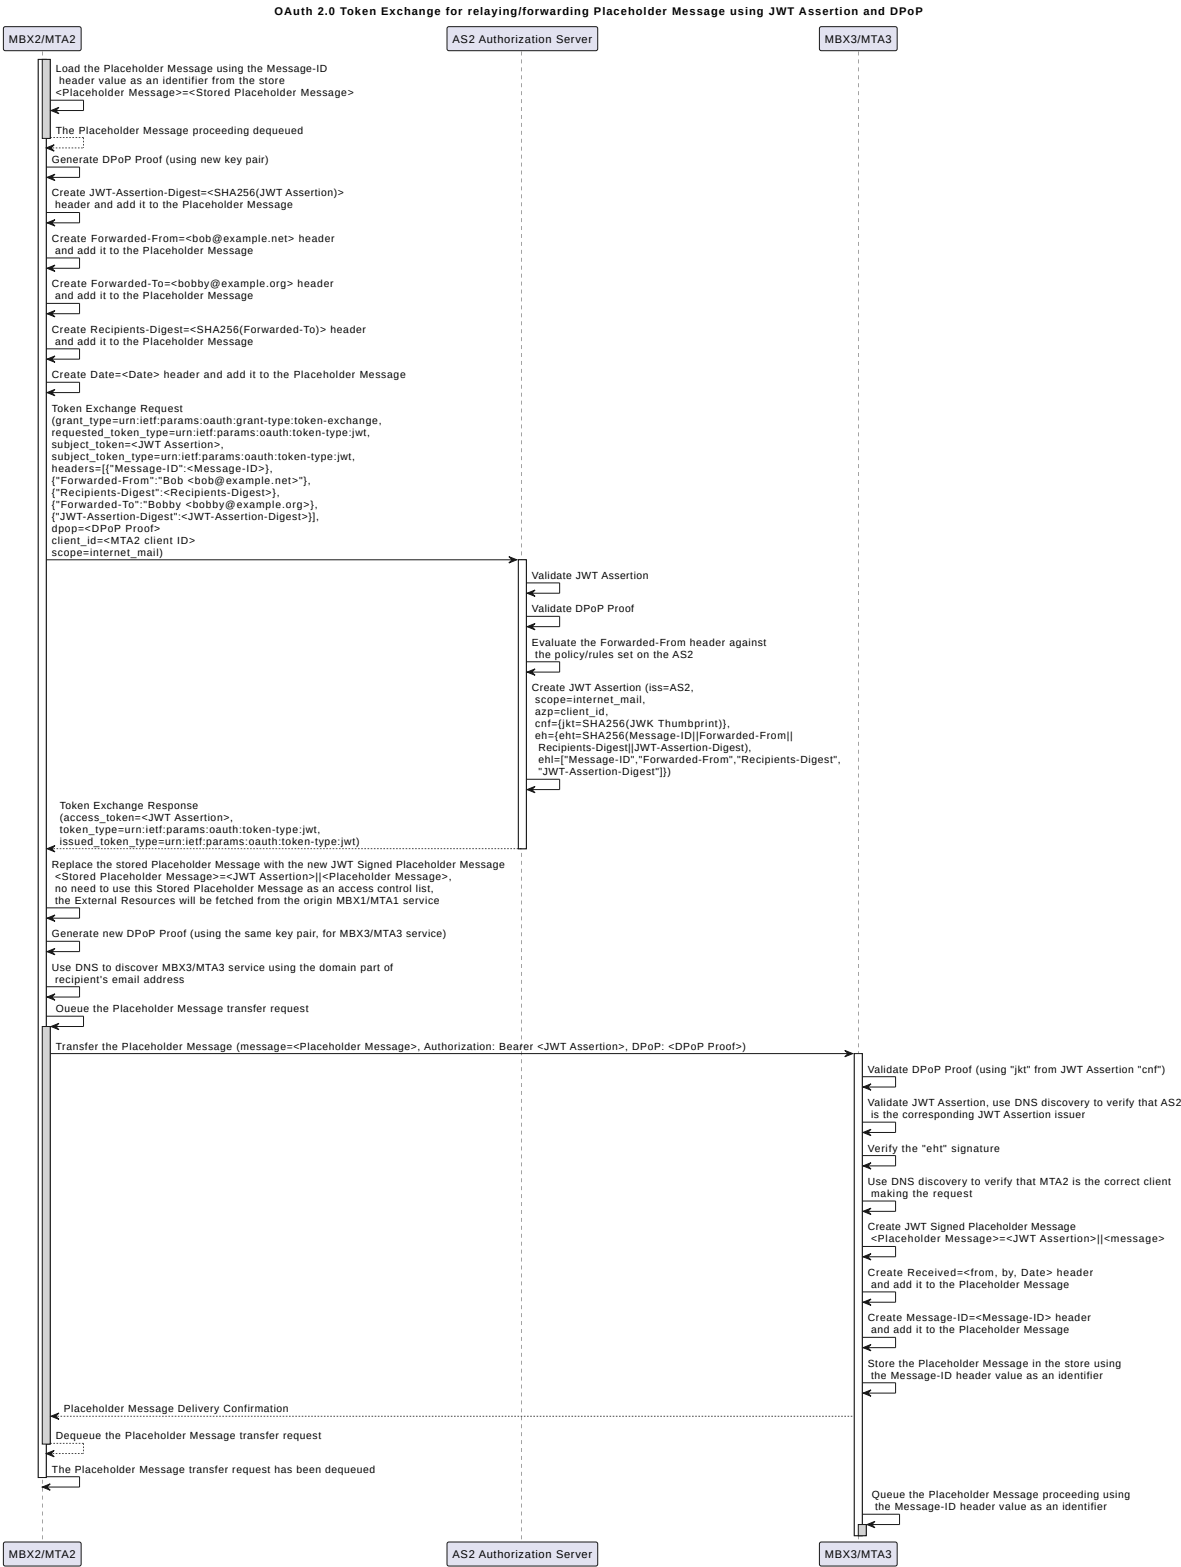 OAuth 2.0 Token Exchange for relaying/forwarding Placeholder Message using JWT Assertion and DPoP
MBX2/MTA2
AS2 Authorization Server
MBX3/MTA3
Load the Placeholder Message using the Message-ID
header value as an identifier from the store
<Placeholder Message>=<Stored Placeholder Message>
The Placeholder Message proceeding dequeued
Generate DPoP Proof (using new key pair)
Create JWT-Assertion-Digest=<SHA256(JWT Assertion)>
header and add it to the Placeholder Message
Create Forwarded-From=<bob@example.net> header
and add it to the Placeholder Message
Create Forwarded-To=<bobby@example.org> header
and add it to the Placeholder Message
Create Recipients-Digest=<SHA256(Forwarded-To)> header
and add it to the Placeholder Message
Create Date=<Date> header and add it to the Placeholder Message
Token Exchange Request
(grant_type=urn:ietf:params:oauth:grant-type:token-exchange,
requested_token_type=urn:ietf:params:oauth:token-type:jwt,
subject_token=<JWT Assertion>,
subject_token_type=urn:ietf:params:oauth:token-type:jwt,
headers=[{"Message-ID":<Message-ID>},
{"Forwarded-From":"Bob <bob@example.net>"},
{"Recipients-Digest":<Recipients-Digest>},
{"Forwarded-To":"Bobby <bobby@example.org>},
{"JWT-Assertion-Digest":<JWT-Assertion-Digest>}],
dpop=<DPoP Proof>
client_id=<MTA2 client ID>
scope=internet_mail)
Validate JWT Assertion
Validate DPoP Proof
Evaluate the Forwarded-From header against
the policy/rules set on the AS2
Create JWT Assertion (iss=AS2,
scope=internet_mail,
azp=client_id,
cnf={jkt=SHA256(JWK Thumbprint)},
eh={eht=SHA256(Message-ID||Forwarded-From||
Recipients-Digest||JWT-Assertion-Digest),
ehl=["Message-ID","Forwarded-From","Recipients-Digest",
"JWT-Assertion-Digest"]})
Token Exchange Response
(access_token=<JWT Assertion>,
token_type=urn:ietf:params:oauth:token-type:jwt,
issued_token_type=urn:ietf:params:oauth:token-type:jwt)
Replace the stored Placeholder Message with the new JWT Signed Placeholder Message
<Stored Placeholder Message>=<JWT Assertion>||<Placeholder Message>,
no need to use this Stored Placeholder Message as an access control list,
the External Resources will be fetched from the origin MBX1/MTA1 service
Generate new DPoP Proof (using the same key pair, for MBX3/MTA3 service)
Use DNS to discover MBX3/MTA3 service using the domain part of
recipient's email address
Queue the Placeholder Message transfer request
Transfer the Placeholder Message (message=<Placeholder Message>, Authorization: Bearer <JWT Assertion>, DPoP: <DPoP Proof>)
Validate DPoP Proof (using "jkt" from JWT Assertion "cnf")
Validate JWT Assertion, use DNS discovery to verify that AS2
is the corresponding JWT Assertion issuer
Verify the "eht" signature
Use DNS discovery to verify that MTA2 is the correct client
making the request
Create JWT Signed Placeholder Message
<Placeholder Message>=<JWT Assertion>||<message>
Create Received=<from, by, Date> header
and add it to the Placeholder Message
Create Message-ID=<Message-ID> header
and add it to the Placeholder Message
Store the Placeholder Message in the store using
the Message-ID header value as an identifier
Placeholder Message Delivery Confirmation
Dequeue the Placeholder Message transfer request
The Placeholder Message transfer request has been dequeued
Queue the Placeholder Message proceeding using
the Message-ID header value as an identifier
MBX2/MTA2
AS2 Authorization Server
MBX3/MTA3